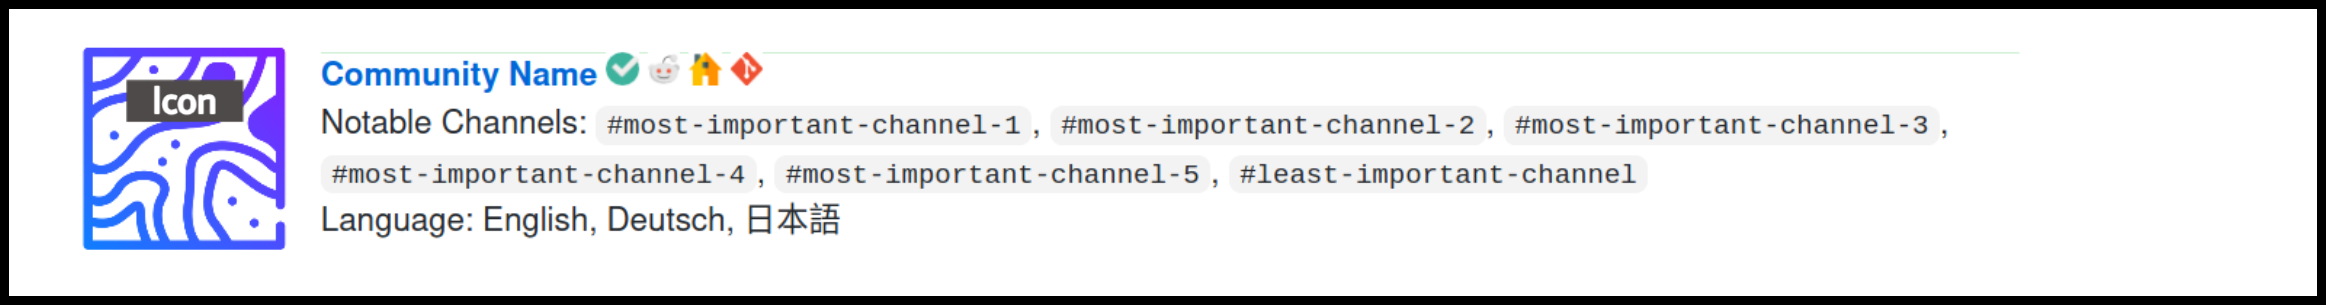 Icon
Community Name
Notable Channels: #most-important-channel-1, #most-important-channel-2, #most-important-channel-3,
#most-important-channel-4, #most-important-channel-5, #least-important-channel
Language: English, Deutsch, 日本語